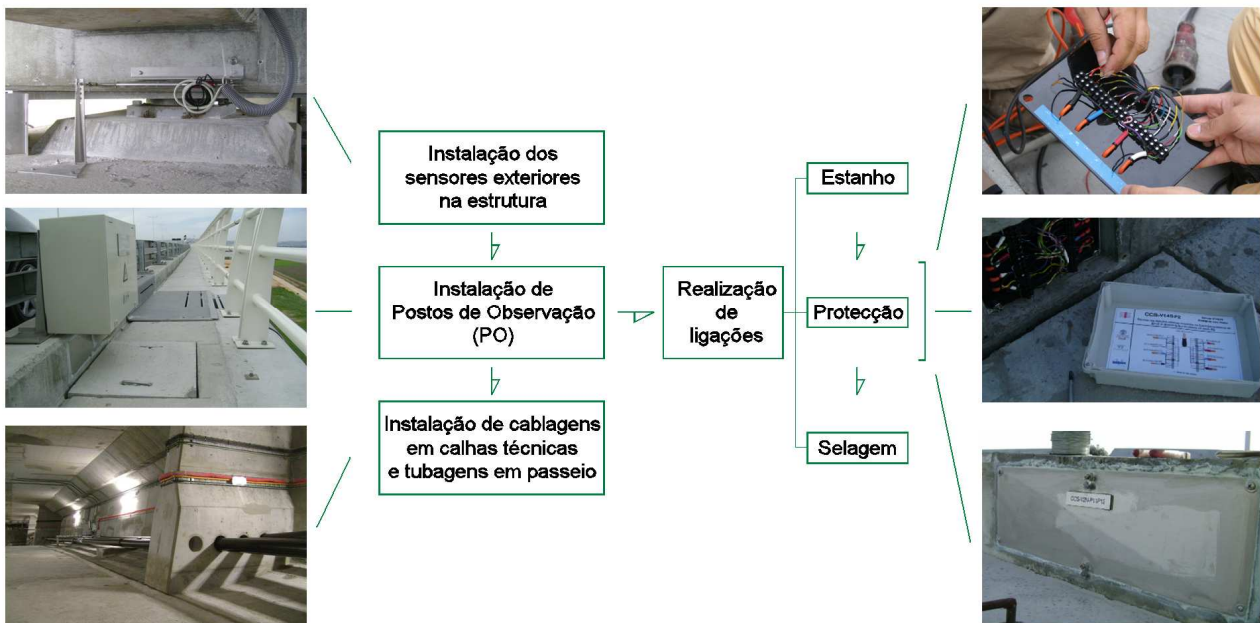 Instalação dos
sensores exteriores
na estrutura
Instalação de
Postos de Observação
(PO)
Instalação de cablagens
em calhas técnicas
e tubagens em passeio
Realização
de
ligações
Estanho
Protecção
Selagem